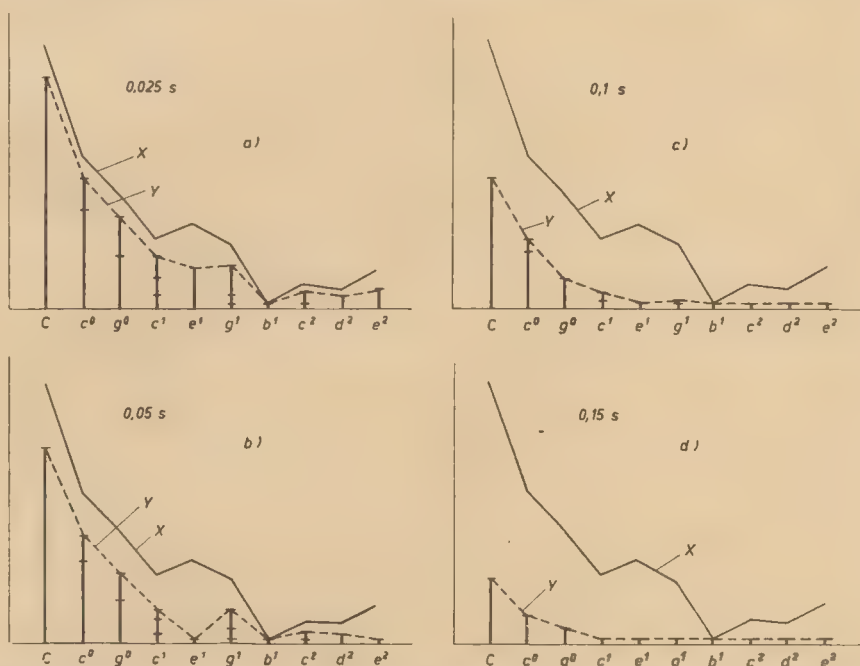 0,025 s
a)
X
Y
C c⁰ g⁰ c¹ e¹ g¹ b¹ c² d² e²
0,1 s
c)
X
Y
C c⁰ g⁰ c¹ e¹ g¹ b¹ c² d² e²
0,05 s
b)
Y
X
C c⁰ g⁰ c¹ e¹ g¹ b¹ c² d² e²
0,15 s
d)
X
Y
C c⁰ g⁰ c¹ e¹ g¹ b¹ c² d² e²